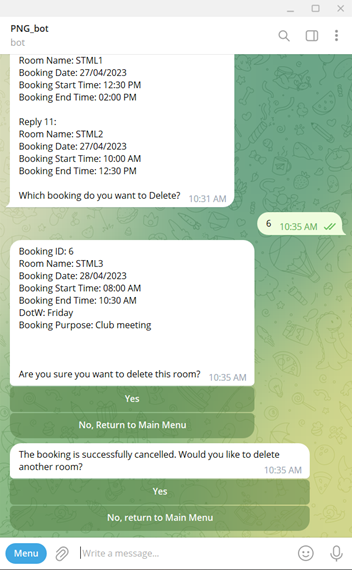 PNG_bot
bot
Room Name: STML1
Booking Date: 27/04/2023
Booking Start Time: 12:30 PM
Booking End Time: 02:00 PM
Reply 11:
Room Name: STML2
Booking Date: 27/04/2023
Booking Start Time: 10:00 AM
Booking End Time: 12:30 PM
Which booking do you want to Delete? 10:31 AM
6 10:35 AM
Booking ID: 6
Room Name: STML3
Booking Date: 28/04/2023
Booking Start Time: 08:00 AM
Booking End Time: 10:30 AM
DotW: Friday
Booking Purpose: Club meeting
Are you sure you want to delete this room? 10:35 AM
Yes
No, Return to Main Menu
The booking is successfully cancelled. Would you like to delete
another room? 10:35 AM
Yes
No, return to Main Menu
Menu Write a message...